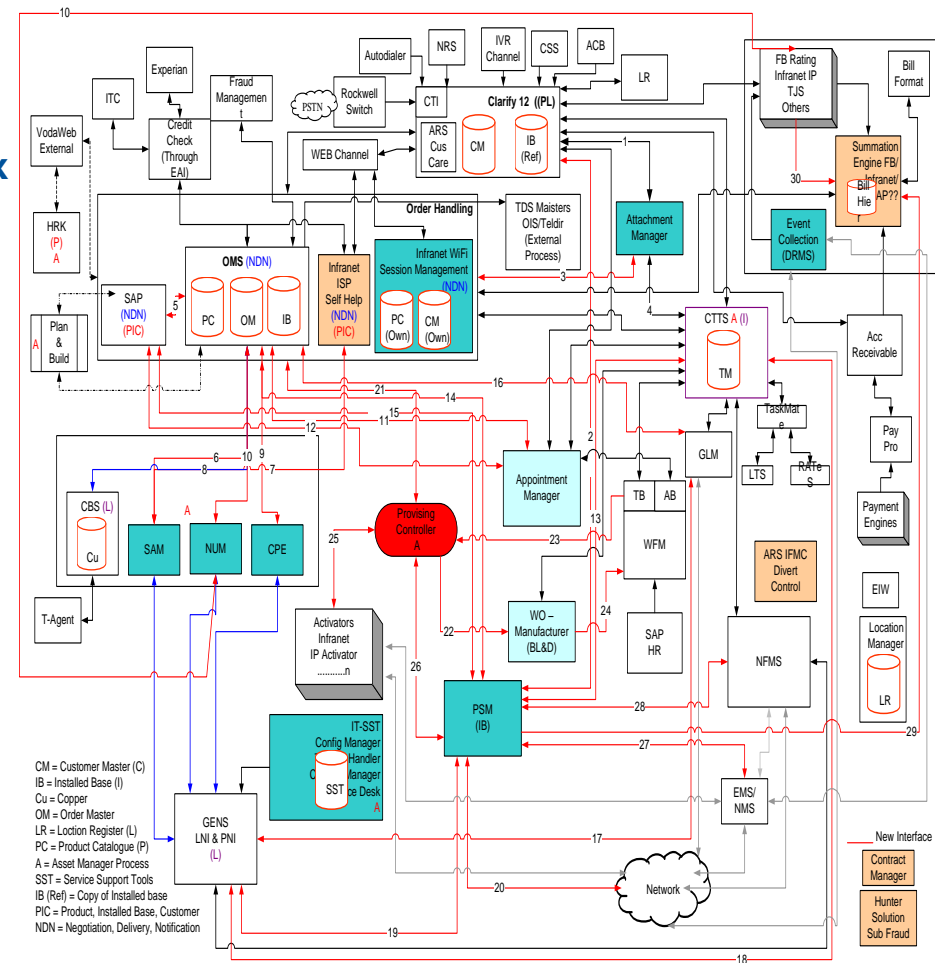 10
k
Experian
ITC
Fraud
Managemen
t
VodaWeb
External
Credit
Check
(Through
EAI)
HRK
(P)
A
Autodialer
NRS
IVR
Channel
CSS
ACB
LR
PSTN
Rockwell
Switch
CTI
Clarify 12 ((PL)
ARS
Cus
Care
CM
IB
(Ref)
WEB Channel
1
FB Rating
Infranet IP
TJS
Others
Bill
Format
30
Summation
Engine FB/
Infranet/
AP??
Bill
Hie
r
Event
Collection
(DRMS)
Order Handling
OMS (NDN)
SAP
(NDN)
(PIC)
5
PC
OM
IB
Infranet
ISP
Self Help
(NDN)
(PIC)
Infranet WiFi
Session Management
(NDN)
PC
(Own)
CM
(Own)
TDS Maisters
OIS/Teldir
(External
Process)
Attachment
Manager
3
4
A
Plan
&
Build
CTTS A (I)
TM
Acc
Receivable
16
21
14
15
11
12
2
13
TaskMat
e
LTS
RATe
S
Pay
Pro
Payment
Engines
GLM
6
10
9
8
7
CBS (L)
Cu
A
SAM
NUM
CPE
T-Agent
Appointment
Manager
TB
AB
WFM
Provising
Controller
A
23
25
22
24
26
WO –
Manufacturer
(BL&D)
SAP
HR
ARS IFMC
Divert
Control
EIW
Location
Manager
LR
Activators
Infranet
IP Activator
...........n
NFMS
PSM
(IB)
28
29
27
IT-SST
Config Manager
Handler
Manager
Desk
SST
A
EMS/
NMS
GENS
LNI & PNI
(L)
17
20
19
18
Network
CM = Customer Master (C)
IB = Installed Base (I)
Cu = Copper
OM = Order Master
LR = Loction Register (L)
PC = Product Catalogue (P)
A = Asset Manager Process
SST = Service Support Tools
IB (Ref) = Copy of Installed base
PIC = Product, Installed Base, Customer
NDN = Negotiation, Delivery, Notification
New Interface
Contract
Manager
Hunter
Solution
Sub Fraud